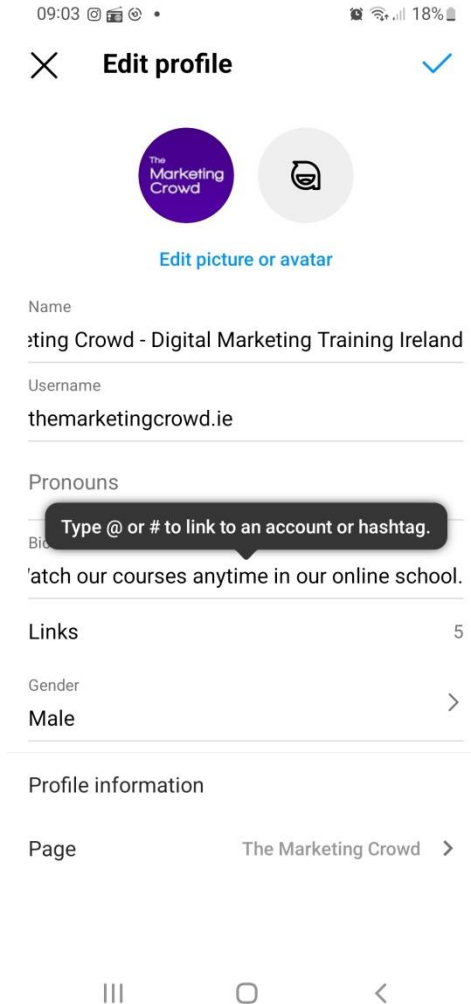 09:03
18%
Edit profile
The
Marketing
Crowd
Edit picture or avatar
Name
eting Crowd - Digital Marketing Training Ireland
Username
themarketingcrowd.ie
Pronouns
Type @ or # to link to an account or hashtag.
Bio
atch our courses anytime in our online school.
Links 5
Gender
Male
Profile information
Page The Marketing Crowd